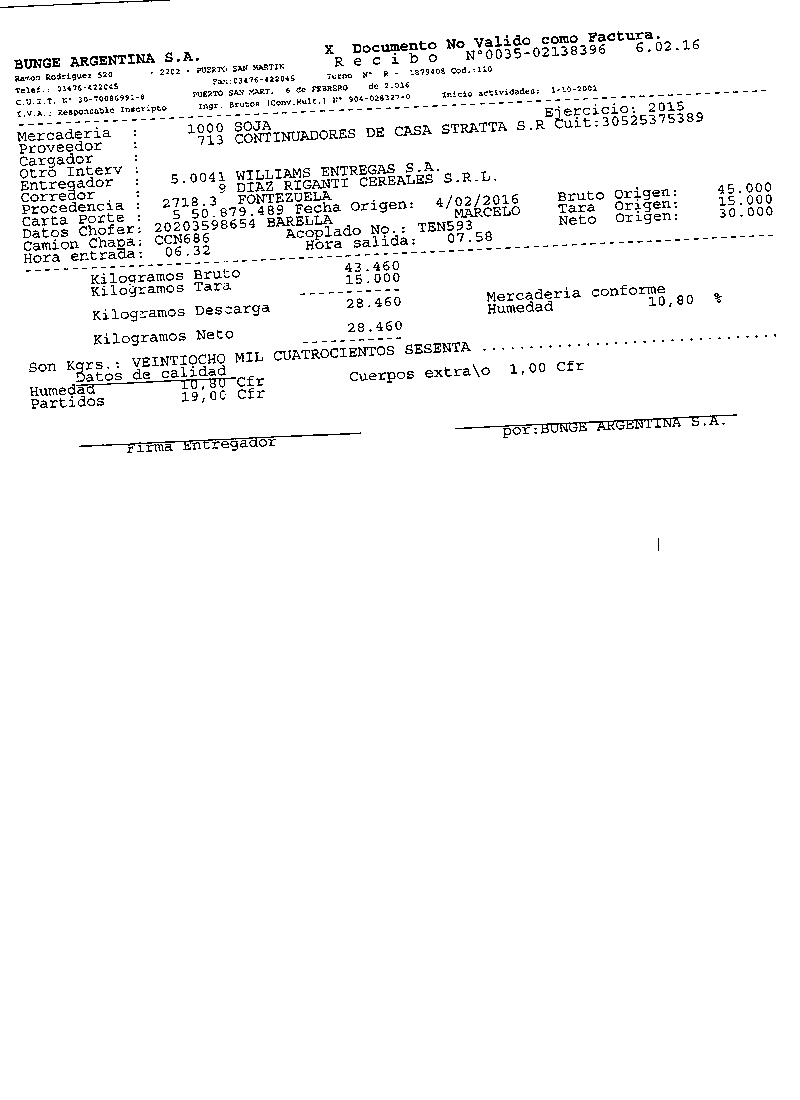 X Documento No Valido como Factura.
BUNGE ARGENTINA S.A. R e c i b o N°0035-02138396 6.02.16
Ramon Rodriguez 520 - 2202 - PUERTO SAN MARTIN Turno N° R - 1879408 Cod.:110
Telef.: 03476-422045 Fax:03476-422045
C.U.I.T. N° 30-70086991-8 PUERTO SAN MART. 6 de FEBRERO de 2.016
I.V.A.: Responsable Inscripto Ingr. Brutos (Conv.Mult.) N° 904-028327-0 Inicio actividades: 1-10-2001
Ejercicio: 2015
Mercaderia : 1000 SOJA
Proveedor : 713 CONTINUADORES DE CASA STRATTA S.R Cuit:30525375389
Cargador :
Otro Interv :
Entregador : 5.0041 WILLIAMS ENTREGAS S.A.
Corredor : 9 DIAZ RIGANTI CEREALES S.R.L.
Procedencia : 2718.3 FONTEZUELA Bruto Origen: 45.000
Carta Porte : 5 50.879.489 Fecha Origen: 4/02/2016 Tara Origen: 15.000
Datos Chofer: 20203598654 BARELLA MARCELO Neto Origen: 30.000
Camion Chapa: CCN686 Acoplado No.: TEN593
Hora entrada: 06.32 Hora salida: 07.58
Kilogramos Bruto 43.460
Kilogramos Tara 15.000
Kilogramos Descarga 28.460 Mercaderia conforme
Humedad 10,80 %
Kilogramos Neto 28.460
Son Kgrs.: VEINTIOCHO MIL CUATROCIENTOS SESENTA ..............................
Datos de calidad
Humedad 10,80 Cfr Cuerpos extra\o 1,00 Cfr
Partidos 19,00 Cfr
Firma Entregador por:BUNGE ARGENTINA S.A.